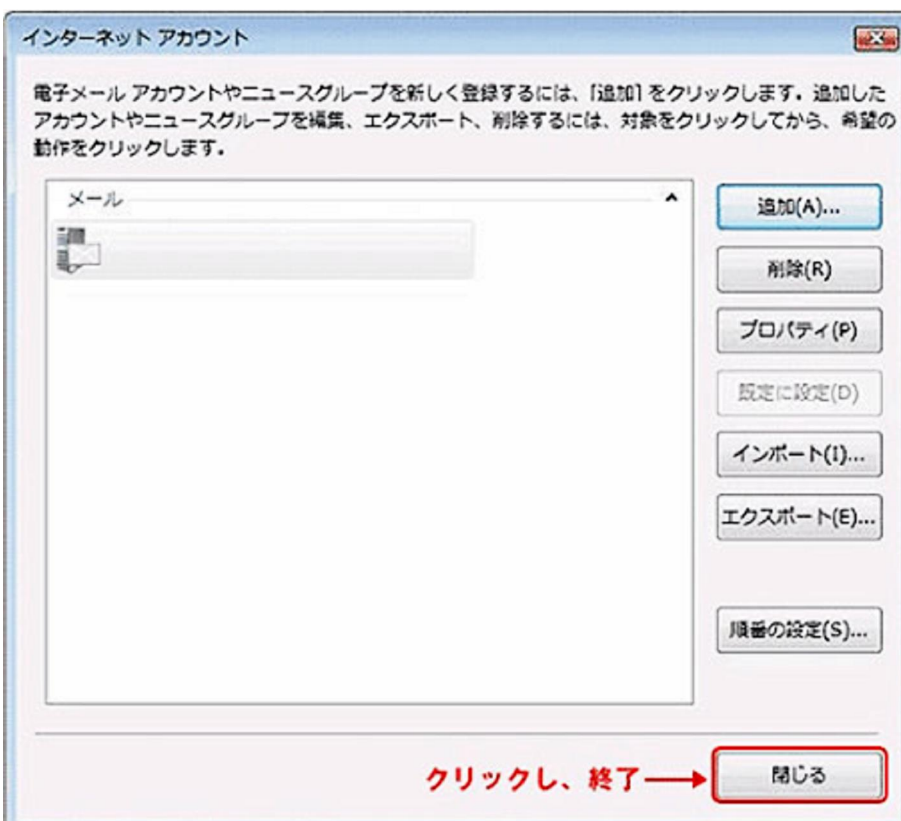 インターネット アカウント
電子メール アカウントやニュースグループを新しく登録するには、[追加] をクリックします。追加した
アカウントやニュースグループを編集、エクスポート、削除するには、対象をクリックしてから、希望の
動作をクリックします。
メール
追加(A)...
削除(R)
プロパティ(P)
既定に設定(D)
インポート(I)...
エクスポート(E)...
順番の設定(S)...
クリックし、終了
閉じる